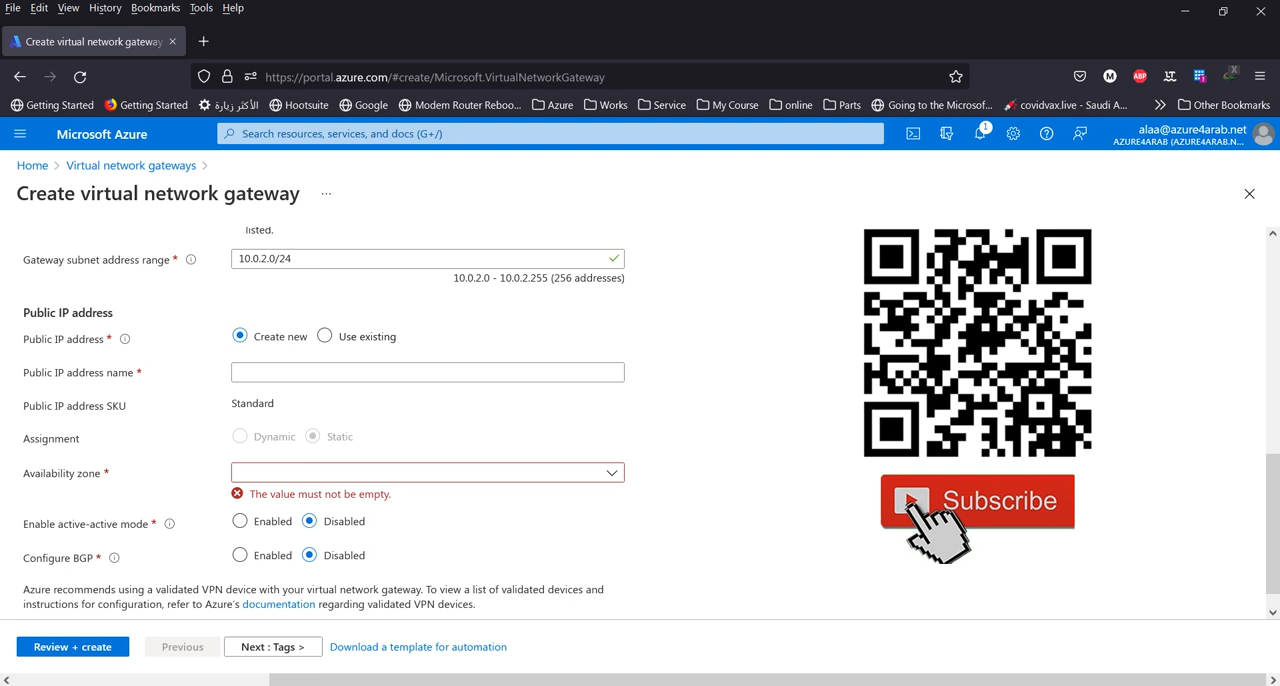 File Edit View History Bookmarks Tools Help
Create virtual network gateway
https://portal.azure.com/#create/Microsoft.VirtualNetworkGateway
Getting Started Getting Started الأكثر زيارة Hootsuite Google Modem Router Reboo... Azure Works Service My Course online Parts Going to the Microsof... covidvax.live - Saudi A... Other Bookmarks
Microsoft Azure
Search resources, services, and docs (G+/)
1
alaa@azure4arab.net
AZURE4ARAB (AZURE4ARAB.N...
Home > Virtual network gateways >
Create virtual network gateway ...
listed.
Gateway subnet address range * 10.0.2.0/24
10.0.2.0 - 10.0.2.255 (256 addresses)
Public IP address
Public IP address * Create new Use existing
Public IP address name *
Public IP address SKU Standard
Assignment Dynamic Static
Availability zone *
The value must not be empty.
Enable active-active mode * Enabled Disabled
Configure BGP * Enabled Disabled
Azure recommends using a validated VPN device with your virtual network gateway. To view a list of validated devices and
instructions for configuration, refer to Azure's documentation regarding validated VPN devices.
Subscribe
Review + create Previous Next : Tags > Download a template for automation